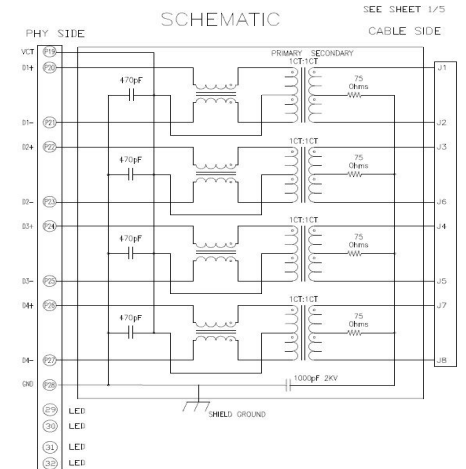 SEE SHEET 1/5
SCHEMATIC
PHY SIDE
CABLE SIDE
VCT P19
PRIMARY SECONDARY
1CT:1CT
D1+ P20
J1
470pF
75
Ohms
D1- P21
J2
D2+ P22
J3
1CT:1CT
470pF
75
Ohms
D2- P23
J6
D3+ P24
J4
1CT:1CT
470pF
75
Ohms
D3- P25
J5
D4+ P26
J7
1CT:1CT
470pF
75
Ohms
D4- P27
J8
GND P28
1000pF 2KV
SHIELD GROUND
29 LED
30 LED
31 LED
32 LED